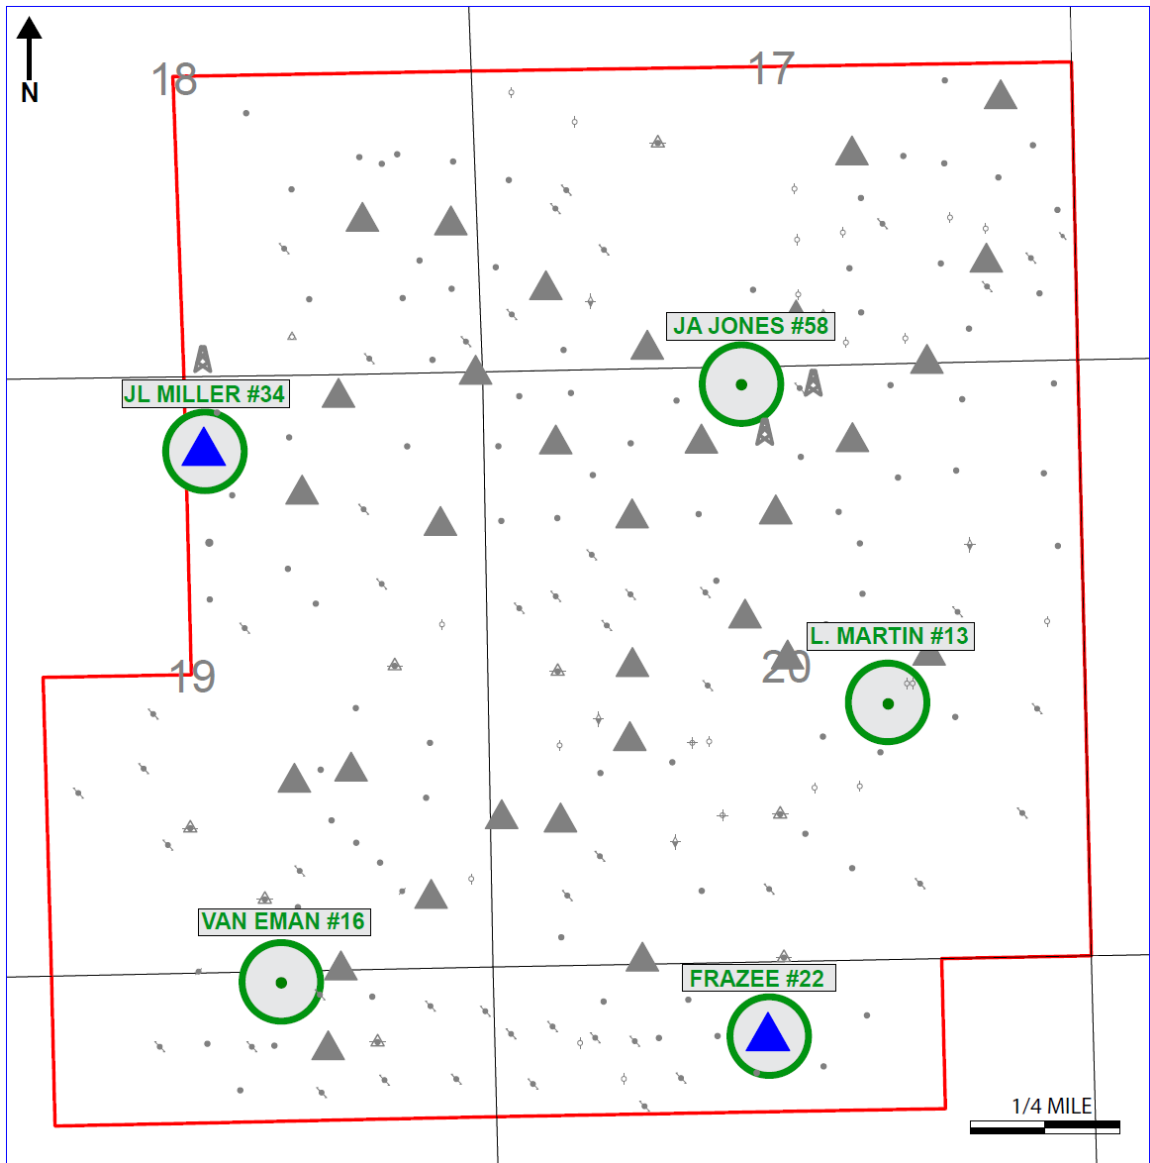 18
17
N
JA JONES #58
JL MILLER #34
L. MARTIN #13
20
19
VAN EMAN #16
FRAZEE #22
1/4 MILE